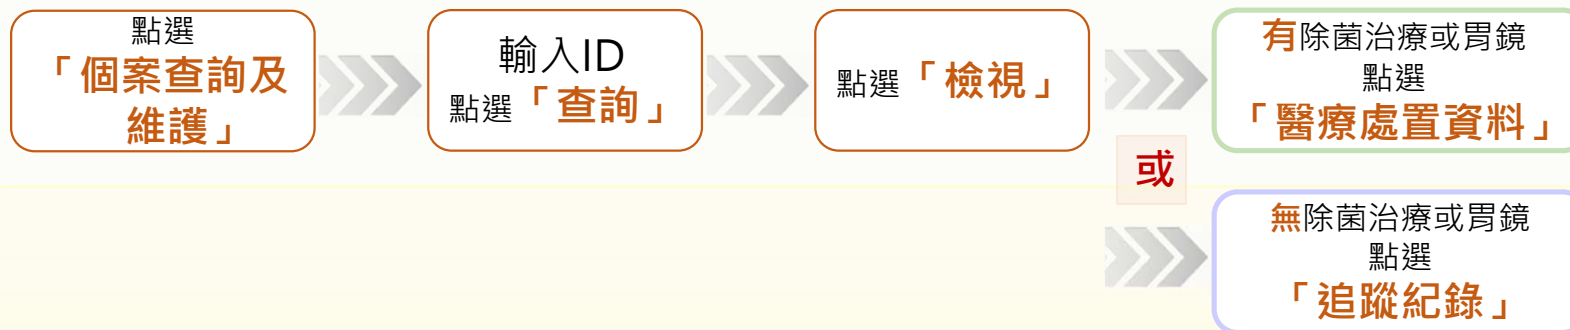 點選
「個案查詢及
維護」
輸入ID
點選「查詢」
點選「檢視」
有除菌治療或胃鏡
點選
「醫療處置資料」
或
無除菌治療或胃鏡
點選
「追蹤紀錄」